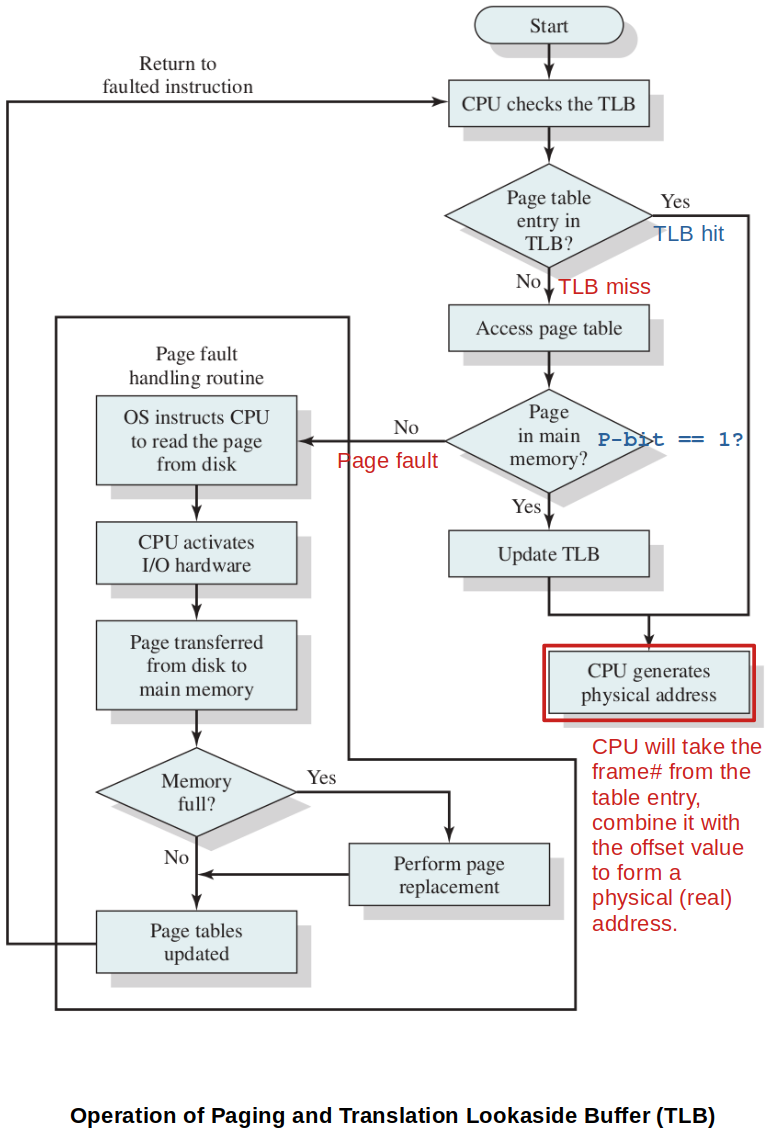 Start
Return to
faulted instruction
CPU checks the TLB
Page table
entry in
TLB?
Yes
TLB hit
No
TLB miss
Access page table
Page fault
handling routine
OS instructs CPU
to read the page
from disk
No
Page fault
Page
in main
memory?
P-bit == 1?
Yes
CPU activates
I/O hardware
Update TLB
Page transferred
from disk to
main memory
CPU generates
physical address
CPU will take the
frame# from the
table entry,
combine it with
the offset value
to form a
physical (real)
address.
Memory
full?
Yes
No
Perform page
replacement
Page tables
updated
Operation of Paging and Translation Lookaside Buffer (TLB)